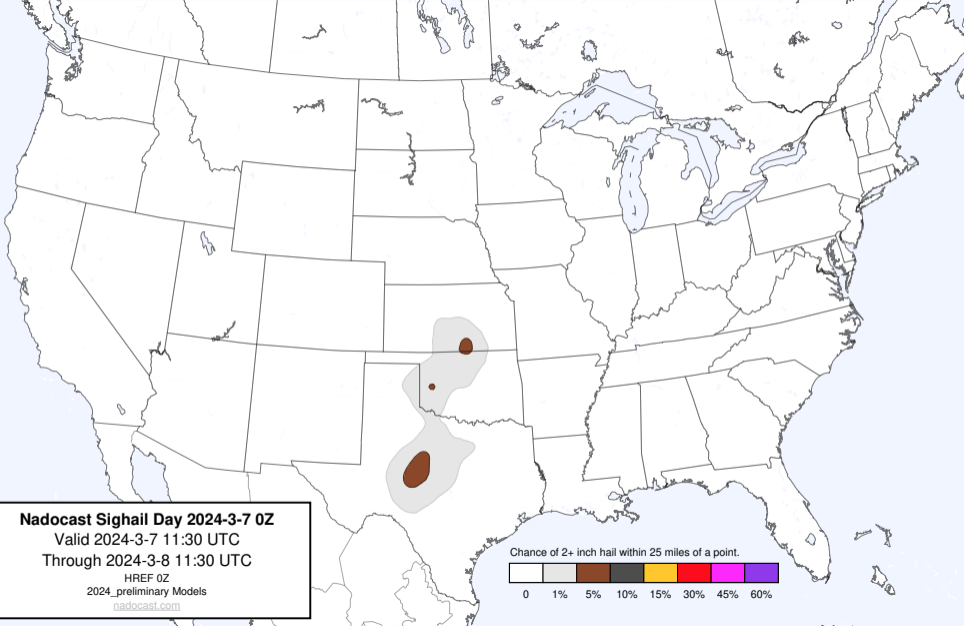 Nadocast Sighail Day 2024-3-7 0Z
Valid 2024-3-7 11:30 UTC
Through 2024-3-8 11:30 UTC
HREF 0Z
2024_preliminary Models
nadocast.com
Chance of 2+ inch hail within 25 miles of a point.
0 1% 5% 10% 15% 30% 45% 60%